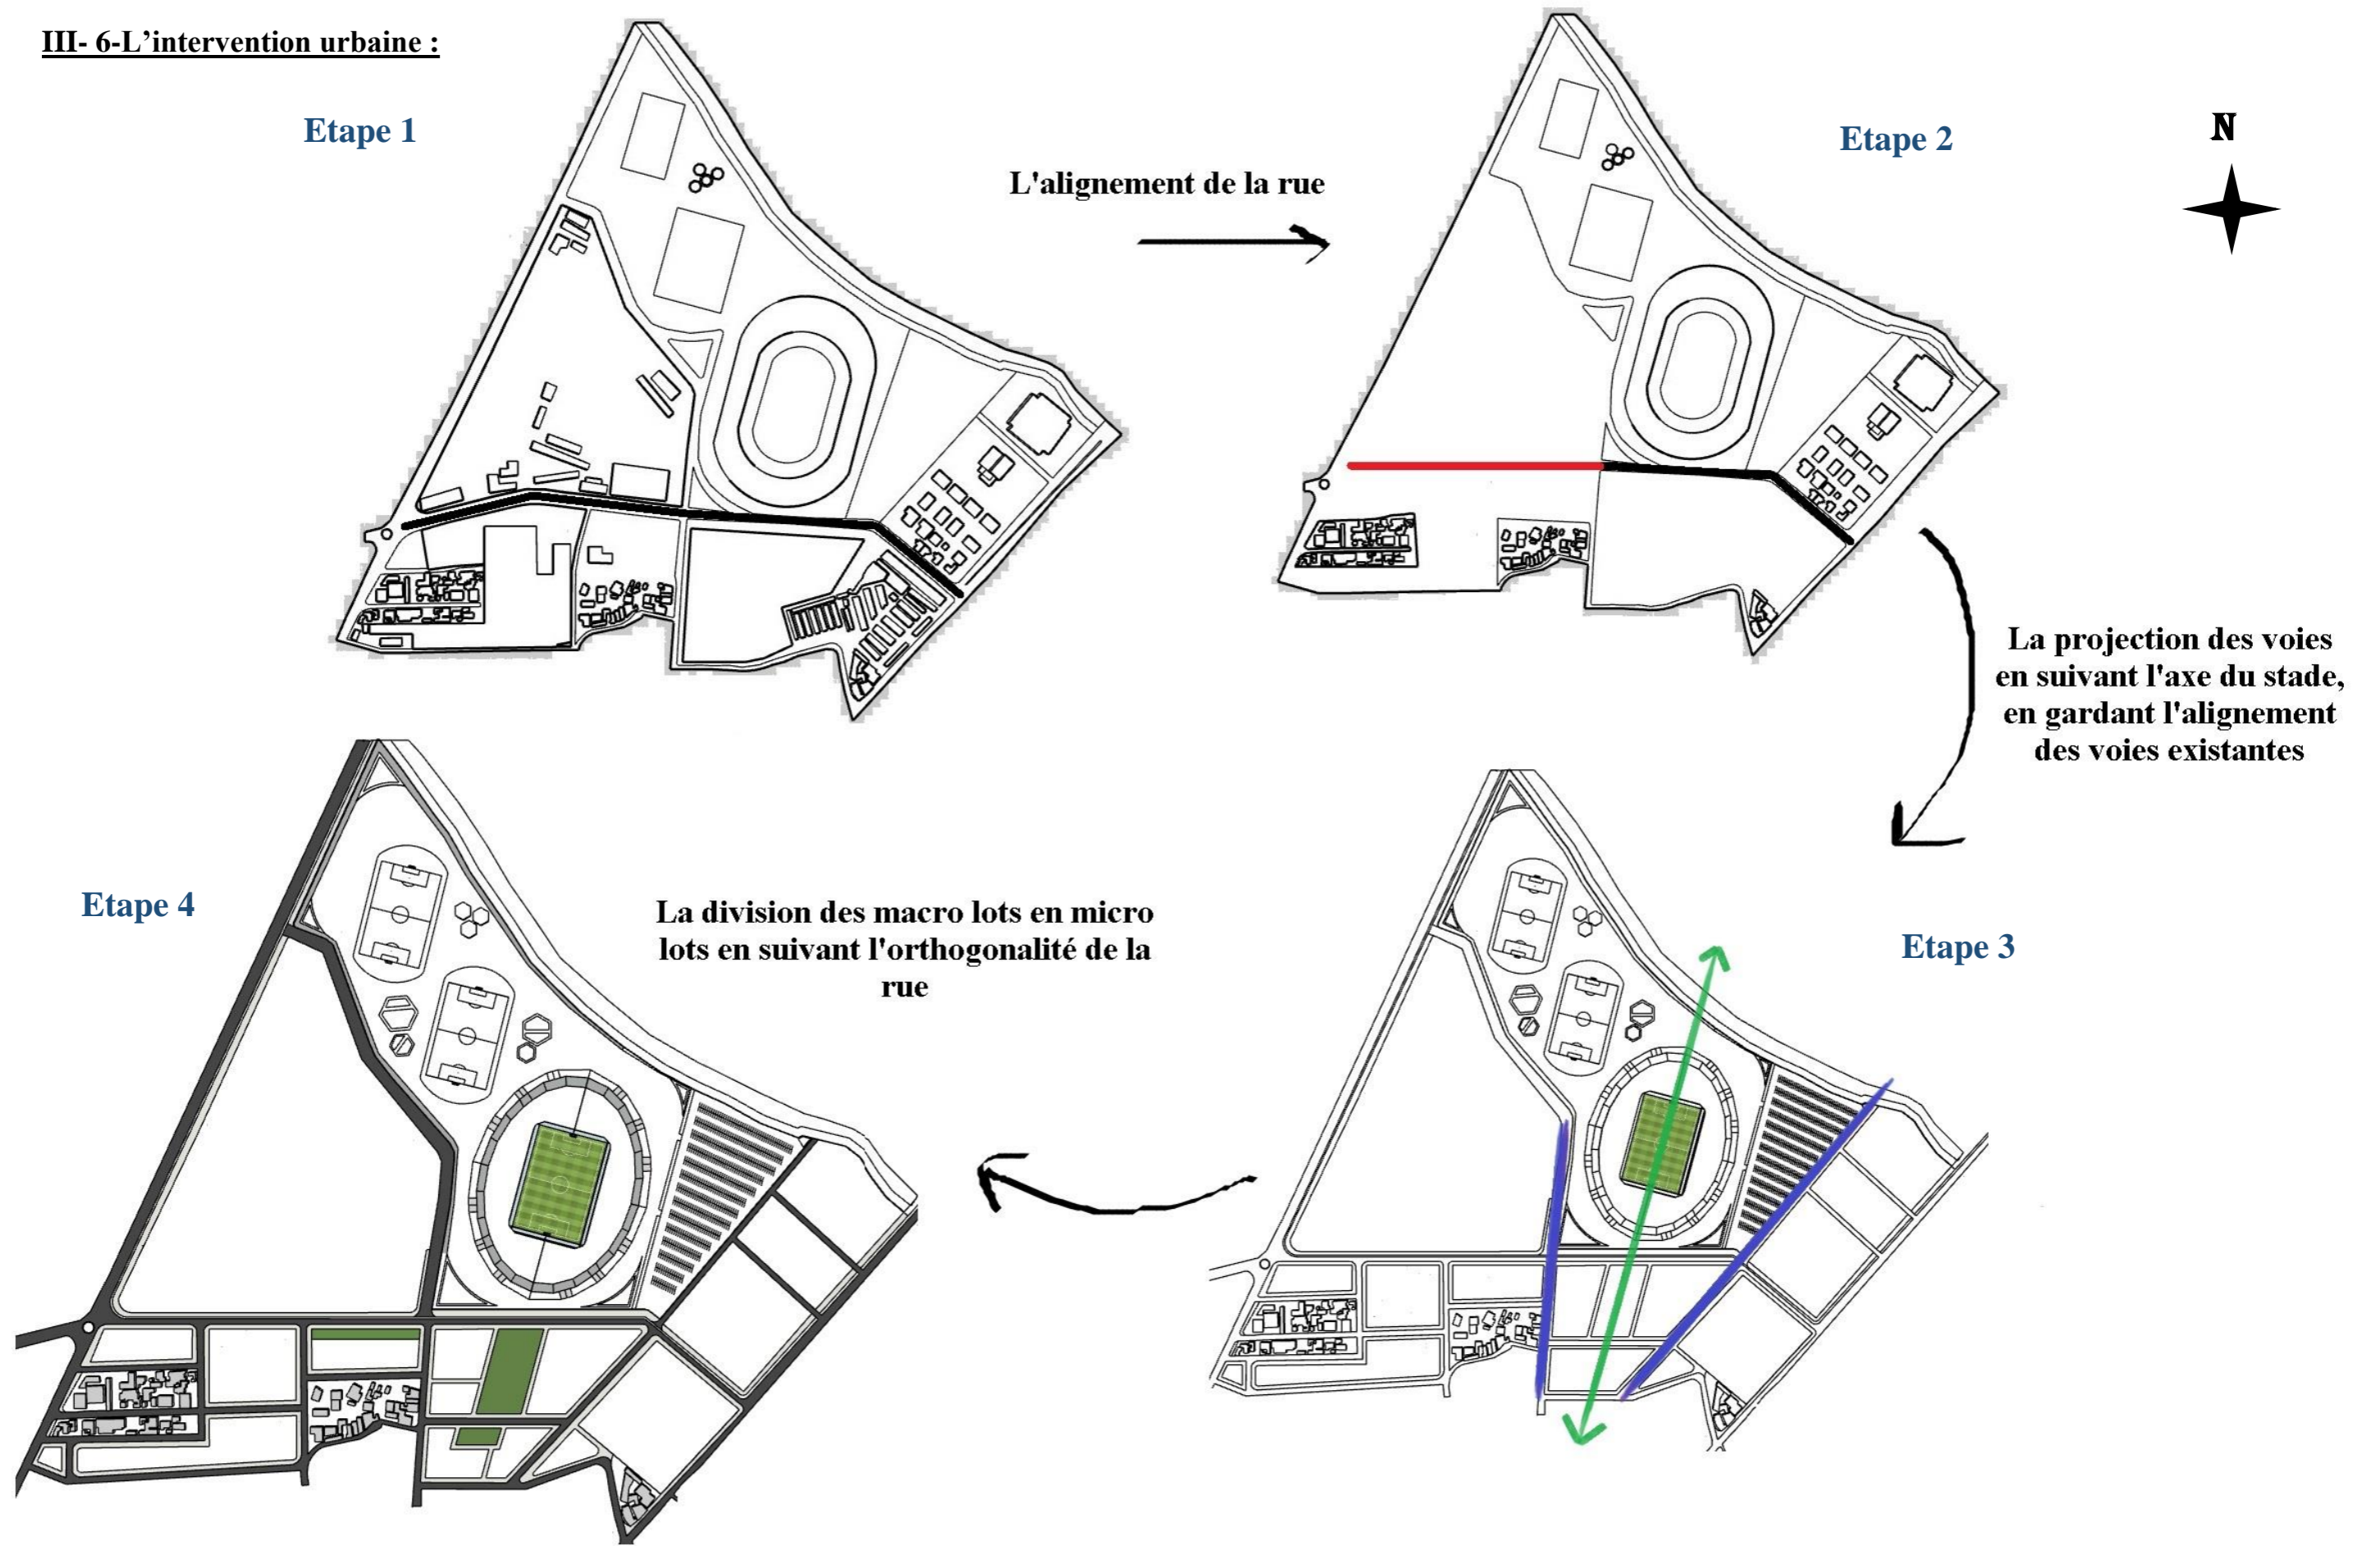 III- 6-L’intervention urbaine :
Etape 1
L'alignement de la rue
Etape 2
N
La projection des voies
en suivant l'axe du stade,
en gardant l'alignement
des voies existantes
Etape 3
La division des macro lots en micro
lots en suivant l'orthogonalité de la
rue
Etape 4